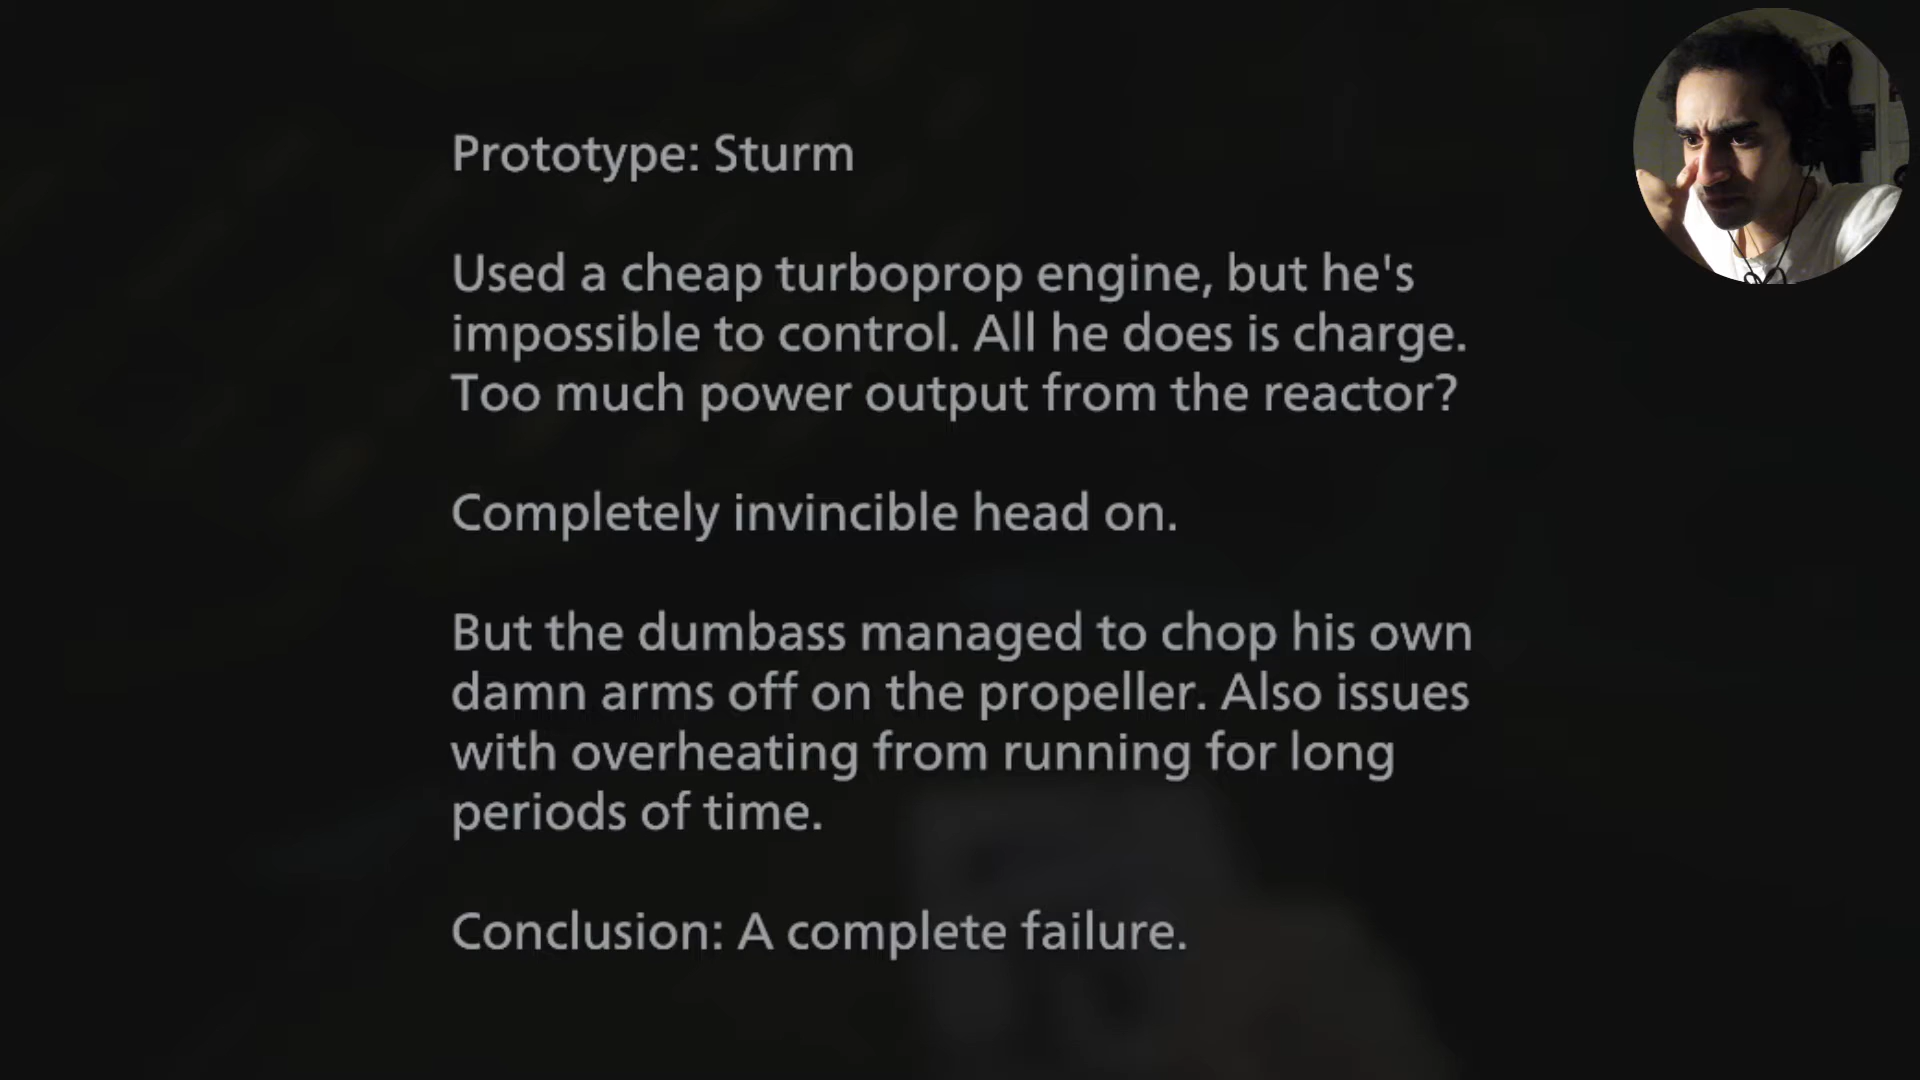 Prototype: Sturm
Used a cheap turboprop engine, but he's
impossible to control. All he does is charge.
Too much power output from the reactor?
Completely invincible head on.
But the dumbass managed to chop his own
damn arms off on the propeller. Also issues
with overheating from running for long
periods of time.
Conclusion: A complete failure.